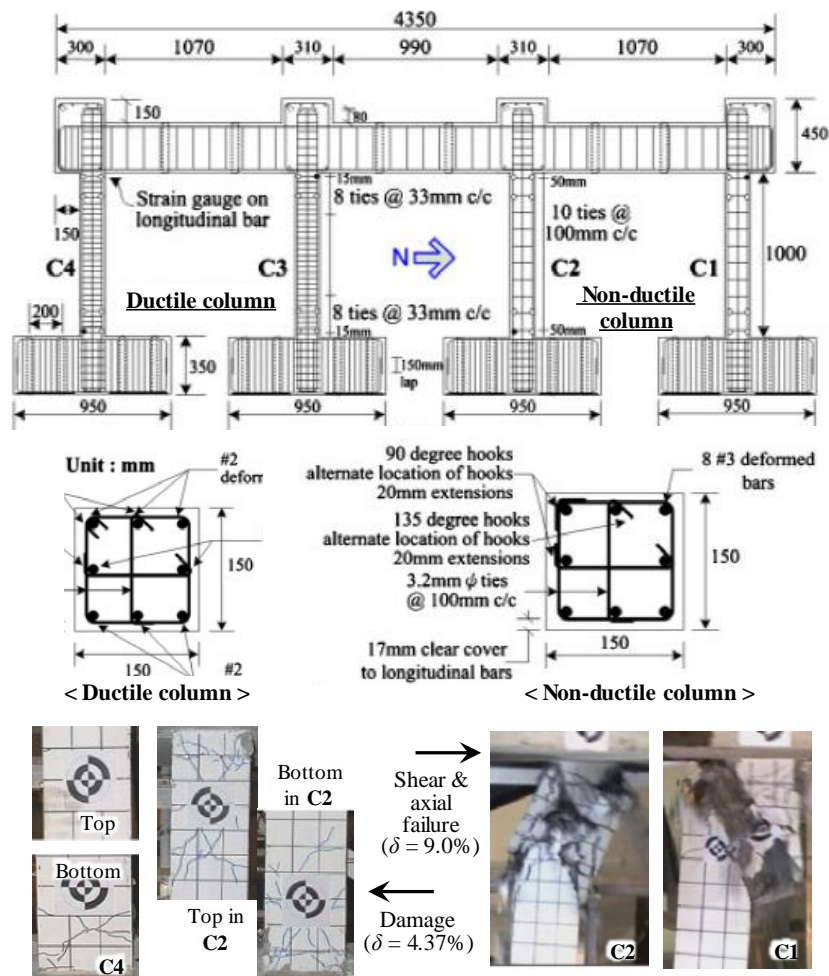 4350
300 1070 310 990 310 1070 300
150
80
450
15mm
50mm
Strain gauge on
longitudinal bar
8 ties @ 33mm c/c
10 ties @
100mm c/c
150
1000
C4
C3
N
C2
C1
Ductile column
Non-ductile
column
200
8 ties @ 33mm c/c
15mm
50mm
350
150mm
lap
950
950
950
950
Unit : mm
#2
defor
150
150
#2
< Ductile column >
90 degree hooks
alternate location of hooks
20mm extensions
135 degree hooks
alternate location of hooks
20mm extensions
3.2mm ϕ ties
@ 100mm c/c
17mm clear cover
to longitudinal bars
8 #3 deformed
bars
150
150
< Non-ductile column >
Top
Bottom
C4
Top in
C2
Bottom
in C2
Shear &
axial
failure
(δ = 9.0%)
Damage
(δ = 4.37%)
C2
C1